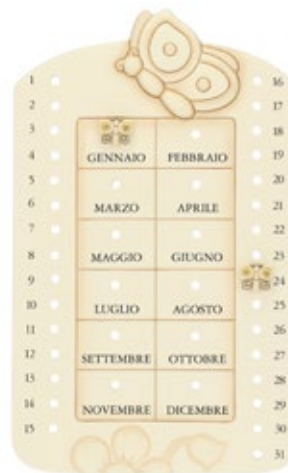 1 16
2 17
3 18
4 GENNAIO FEBBRAIO 19
5 20
6 MARZO APRILE 21
7 22
8 MAGGIO GIUGNO 23
9 24
10 LUGLIO AGOSTO 25
11 26
12 SETTEMBRE OTTOBRE 27
13 28
14 NOVEMBRE DICEMBRE 29
15 30
31